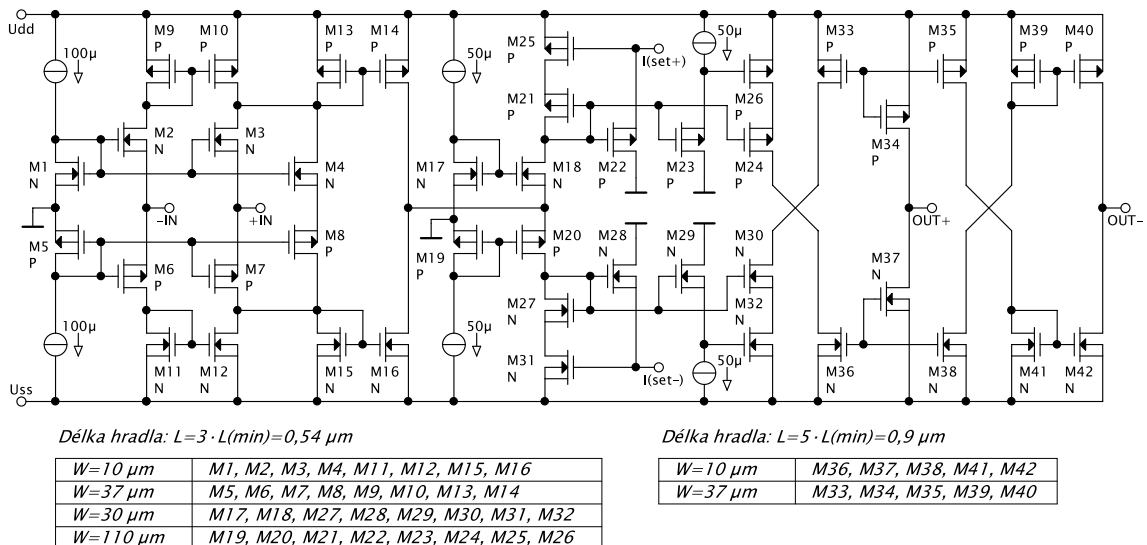 M9
P
M10
P
M13
P
M14
P
M25
P
50µ
M33
P
M35
P
M39
P
M40
P
Udd
100µ
50µ
I(set+)
M21
P
M26
P
M2
N
M3
N
M34
P
M1
N
M4
N
M17
N
M18
N
M22
P
M23
P
M24
P
-IN
+IN
OUT+
OUT-
M5
P
M8
P
M19
P
M20
P
M28
N
M29
N
M30
N
M6
P
M7
P
M37
N
M27
N
M32
N
100µ
50µ
M31
N
50µ
I(set-)
M11
N
M12
N
M15
N
M16
N
M36
N
M38
N
M41
N
M42
N
Uss
Délka hradla: L=3·L(min)=0,54 µm
W=10 µm M1, M2, M3, M4, M11, M12, M15, M16
W=37 µm M5, M6, M7, M8, M9, M10, M13, M14
W=30 µm M17, M18, M27, M28, M29, M30, M31, M32
W=110 µm M19, M20, M21, M22, M23, M24, M25, M26
Délka hradla: L=5·L(min)=0,9 µm
W=10 µm M36, M37, M38, M41, M42
W=37 µm M33, M34, M35, M39, M40